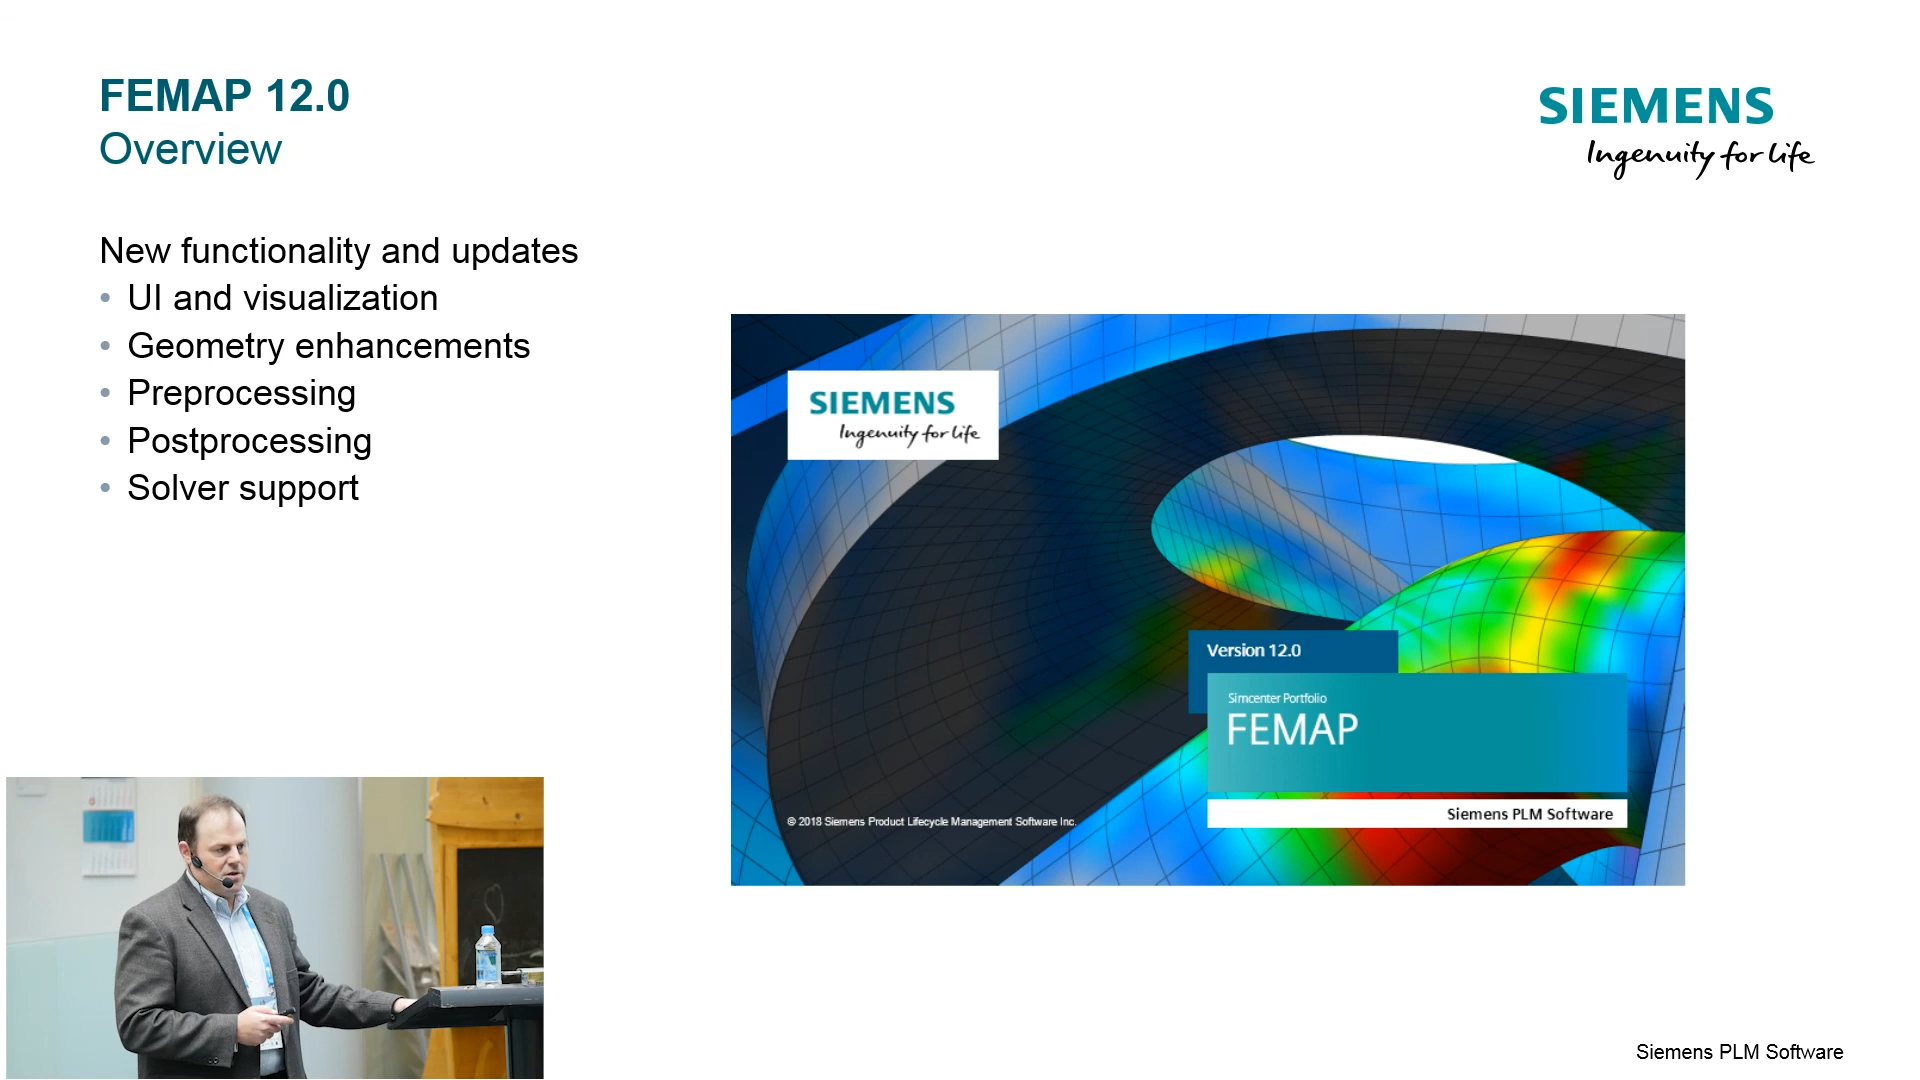 FEMAP 12.0
Overview
SIEMENS
Ingenuity for life
New functionality and updates
• UI and visualization
• Geometry enhancements
• Preprocessing
• Postprocessing
• Solver support
SIEMENS
Ingenuity for life
Version 12.0
Simcenter Portfolio
FEMAP
Siemens PLM Software
© 2018 Siemens Product Lifecycle Management Software Inc.
Siemens PLM Software